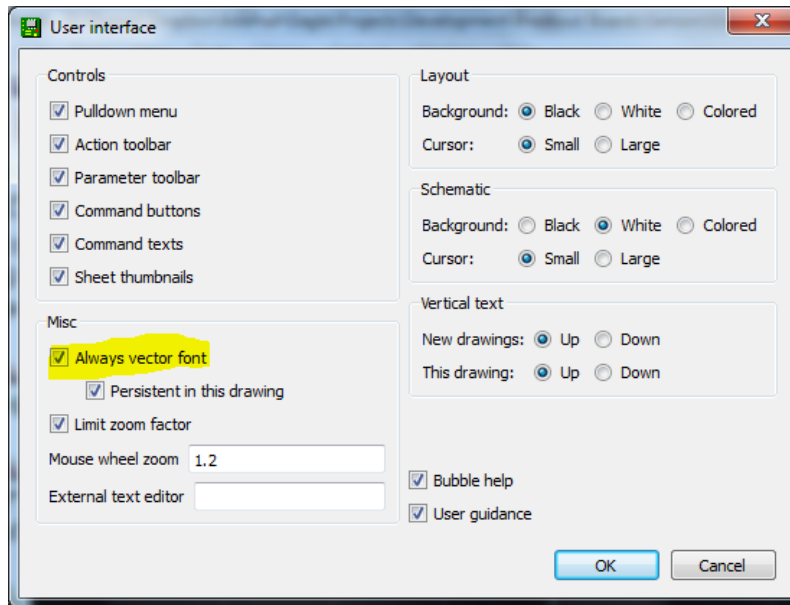 User interface
Controls
Pulldown menu
Action toolbar
Parameter toolbar
Command buttons
Command texts
Sheet thumbnails
Misc
Always vector font
Persistent in this drawing
Limit zoom factor
Mouse wheel zoom 1.2
External text editor
Layout
Background: Black White Colored
Cursor: Small Large
Schematic
Background: Black White Colored
Cursor: Small Large
Vertical text
New drawings: Up Down
This drawing: Up Down
Bubble help
User guidance
OK Cancel